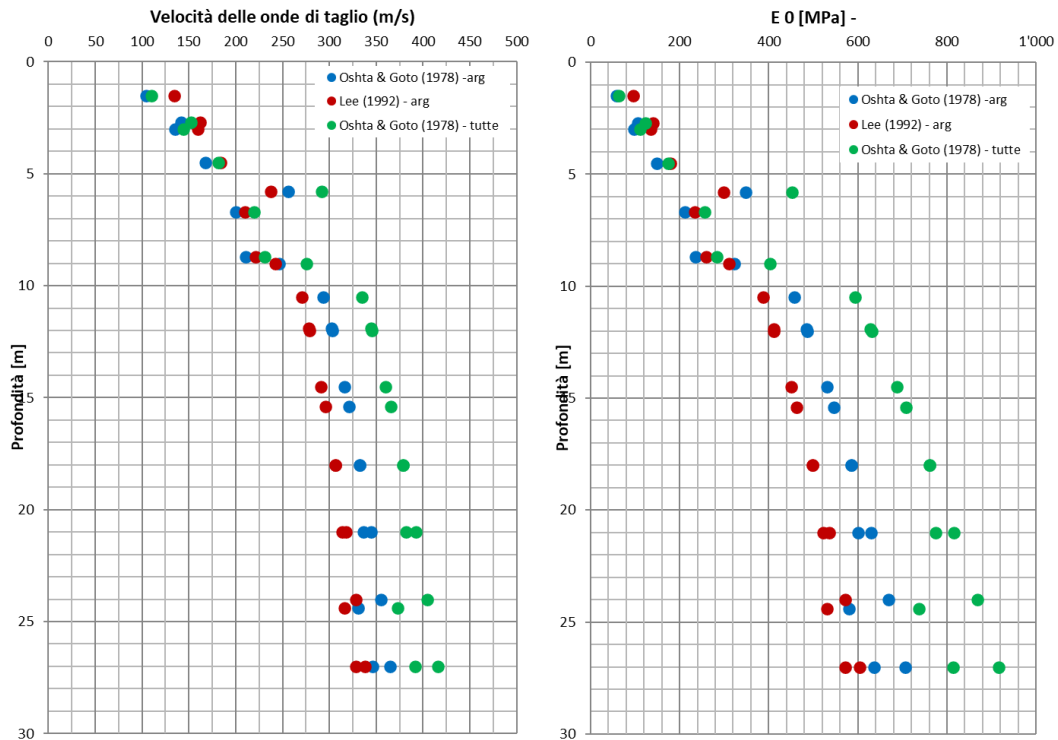 Velocità delle onde di taglio (m/s)
0 50 100 150 200 250 300 350 400 450 500
0
5
10
15
20
25
30
Profondità [m]
Oshta & Goto (1978) -arg
Lee (1992) - arg
Oshta & Goto (1978) - tutte
E 0 [MPa] -
0 200 400 600 800 1'000
0
5
10
15
20
25
30
Profondità [m]
Oshta & Goto (1978) -arg
Lee (1992) - arg
Oshta & Goto (1978) - tutte